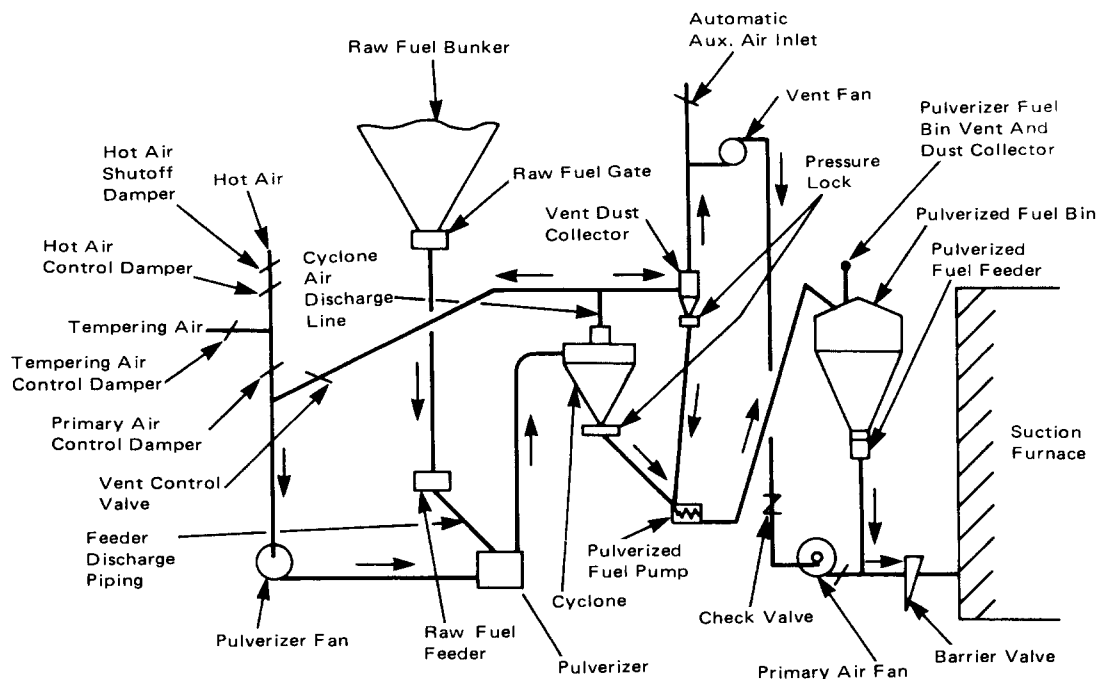 Automatic
Aux. Air Inlet
Raw Fuel Bunker
Vent Fan
Pulverizer Fuel
Bin Vent And
Dust Collector
Hot Air
Shutoff
Damper
Hot Air
Raw Fuel Gate
Pressure
Lock
Vent Dust
Collector
Pulverized Fuel Bin
Hot Air
Control Damper
Cyclone
Air
Discharge
Line
Pulverized
Fuel Feeder
Tempering Air
Tempering Air
Control Damper
Primary Air
Control Damper
Suction
Furnace
Vent Control
Valve
Feeder
Discharge
Piping
Pulverized
Fuel Pump
Cyclone
Check Valve
Pulverizer Fan
Raw Fuel
Feeder
Pulverizer
Primary Air Fan
Barrier Valve